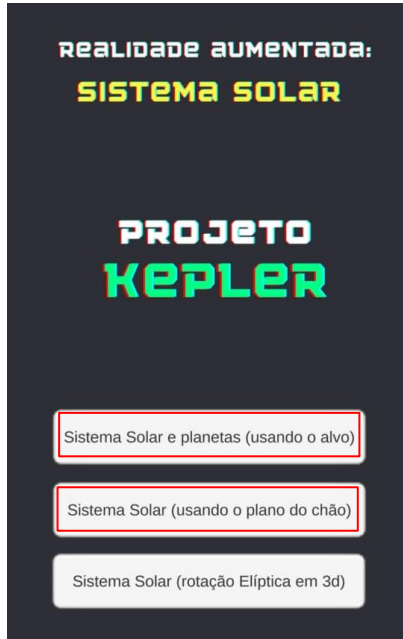 Realidade aumentada:
Sistema Solar
Projeto
Kepler
Sistema Solar e planetas (usando o alvo)
Sistema Solar (usando o plano do chão)
Sistema Solar (rotação Elíptica em 3d)